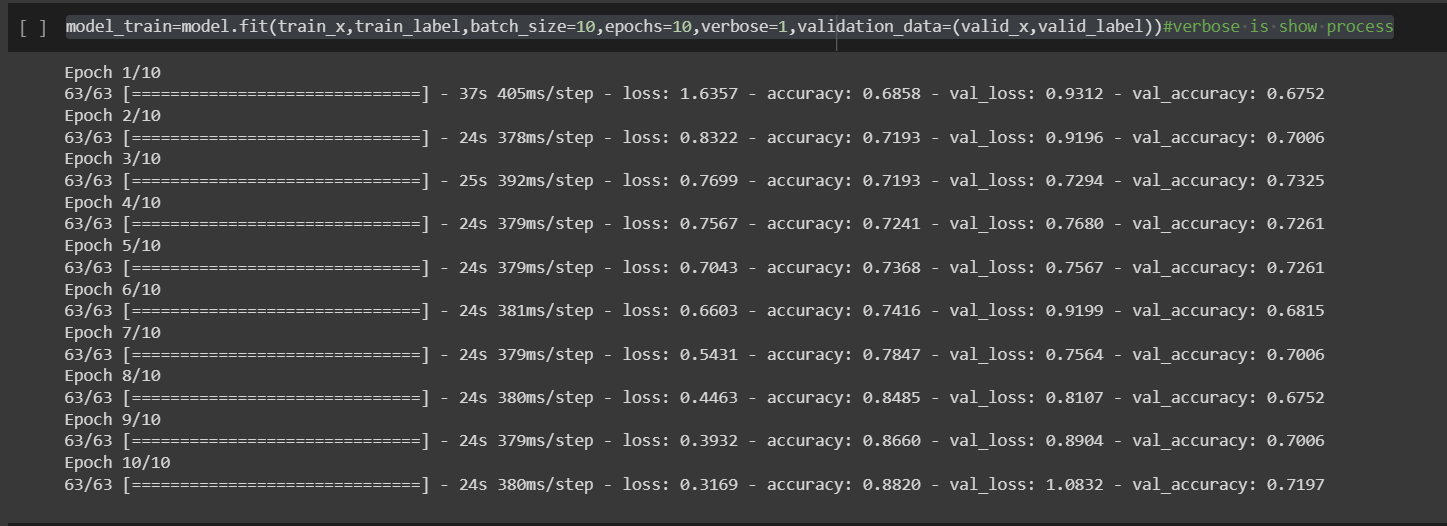 [ ] model_train=model.fit(train_x,train_label,batch_size=10,epochs=10,verbose=1,validation_data=(valid_x,valid_label))#verbose is show process
Epoch 1/10
63/63 [==============================] - 37s 405ms/step - loss: 1.6357 - accuracy: 0.6858 - val_loss: 0.9312 - val_accuracy: 0.6752
Epoch 2/10
63/63 [==============================] - 24s 378ms/step - loss: 0.8322 - accuracy: 0.7193 - val_loss: 0.9196 - val_accuracy: 0.7006
Epoch 3/10
63/63 [==============================] - 25s 392ms/step - loss: 0.7699 - accuracy: 0.7193 - val_loss: 0.7294 - val_accuracy: 0.7325
Epoch 4/10
63/63 [==============================] - 24s 379ms/step - loss: 0.7567 - accuracy: 0.7241 - val_loss: 0.7680 - val_accuracy: 0.7261
Epoch 5/10
63/63 [==============================] - 24s 379ms/step - loss: 0.7043 - accuracy: 0.7368 - val_loss: 0.7567 - val_accuracy: 0.7261
Epoch 6/10
63/63 [==============================] - 24s 381ms/step - loss: 0.6603 - accuracy: 0.7416 - val_loss: 0.9199 - val_accuracy: 0.6815
Epoch 7/10
63/63 [==============================] - 24s 379ms/step - loss: 0.5431 - accuracy: 0.7847 - val_loss: 0.7564 - val_accuracy: 0.7006
Epoch 8/10
63/63 [==============================] - 24s 380ms/step - loss: 0.4463 - accuracy: 0.8485 - val_loss: 0.8107 - val_accuracy: 0.6752
Epoch 9/10
63/63 [==============================] - 24s 379ms/step - loss: 0.3932 - accuracy: 0.8660 - val_loss: 0.8904 - val_accuracy: 0.7006
Epoch 10/10
63/63 [==============================] - 24s 380ms/step - loss: 0.3169 - accuracy: 0.8820 - val_loss: 1.0832 - val_accuracy: 0.7197